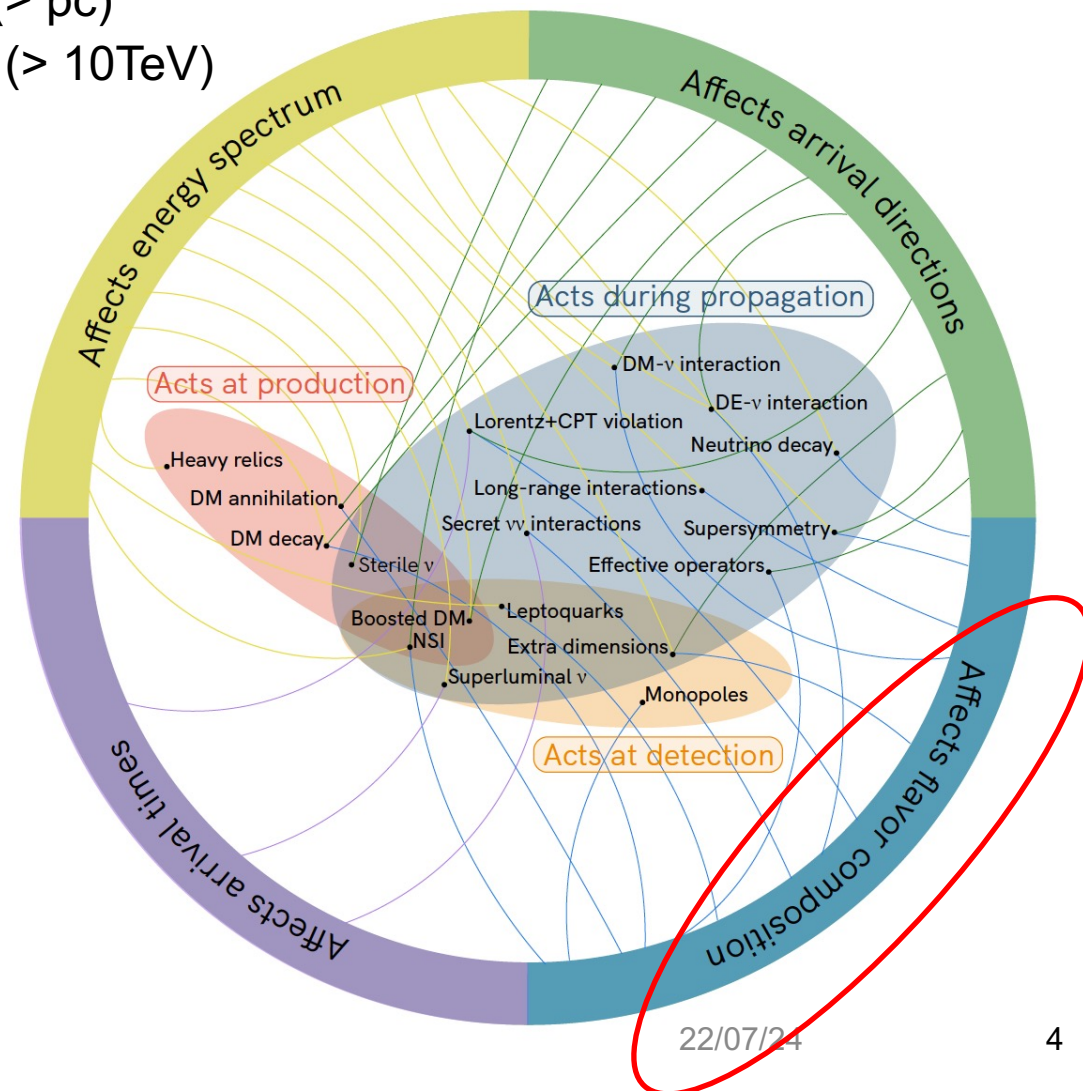 (> pc)
(> 10TeV)
Affects energy spectrum
Affects arrival directions
Acts during propagation
DM-ν interaction
Acts at production
DE-ν interaction
Lorentz+CPT violation
Neutrino decay
Heavy relics
Long-range interactions
DM annihilation
Secret νν interactions
Supersymmetry
DM decay
Sterile ν
Effective operators
Leptoquarks
Boosted DM
NSI
Extra dimensions
Superluminal ν
Monopoles
Acts at detection
Affects arrival times
Affects flavor composition
22/07/24
4